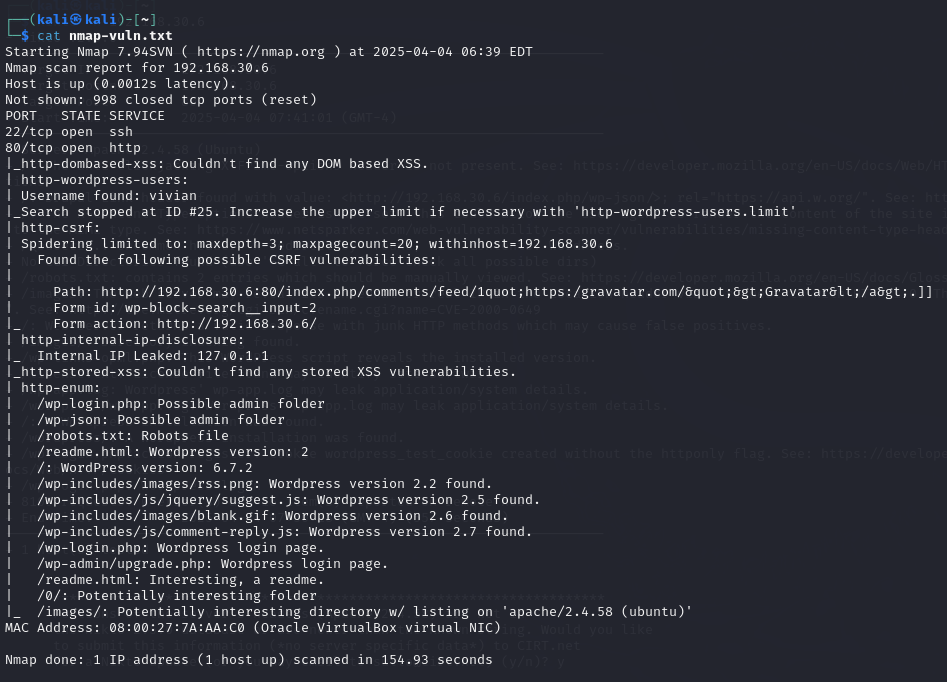 ┌──(kali㉿kali)-[~]
└─$ cat nmap-vuln.txt
Starting Nmap 7.94SVN ( https://nmap.org ) at 2025-04-04 06:39 EDT
Nmap scan report for 192.168.30.6
Host is up (0.0012s latency).
Not shown: 998 closed tcp ports (reset)
PORT   STATE SERVICE
22/tcp open  ssh
80/tcp open  http
|_http-dombased-xss: Couldn't find any DOM based XSS.
| http-wordpress-users:
| Username found: vivian
|_Search stopped at ID #25. Increase the upper limit if necessary with 'http-wordpress-users.limit'
| http-csrf:
| Spidering limited to: maxdepth=3; maxpagecount=20; withinhost=192.168.30.6
|   Found the following possible CSRF vulnerabilities:
|
|     Path: http://192.168.30.6:80/index.php/comments/feed/1quot;https:/gravatar.com/&quot;&gt;Gravatar&lt;/a&gt;.]]
|     Form id: wp-block-search__input-2
|_    Form action: http://192.168.30.6/
| http-internal-ip-disclosure:
|_  Internal IP Leaked: 127.0.1.1
|_http-stored-xss: Couldn't find any stored XSS vulnerabilities.
| http-enum:
|   /wp-login.php: Possible admin folder
|   /wp-json: Possible admin folder
|   /robots.txt: Robots file
|   /readme.html: Wordpress version: 2
|   /: WordPress version: 6.7.2
|   /wp-includes/images/rss.png: Wordpress version 2.2 found.
|   /wp-includes/js/jquery/suggest.js: Wordpress version 2.5 found.
|   /wp-includes/images/blank.gif: Wordpress version 2.6 found.
|   /wp-includes/js/comment-reply.js: Wordpress version 2.7 found.
|   /wp-login.php: Wordpress login page.
|   /wp-admin/upgrade.php: Wordpress login page.
|   /readme.html: Interesting, a readme.
|   /0/: Potentially interesting folder
|_  /images/: Potentially interesting directory w/ listing on 'apache/2.4.58 (ubuntu)'
MAC Address: 08:00:27:7A:AA:C0 (Oracle VirtualBox virtual NIC)

Nmap done: 1 IP address (1 host up) scanned in 154.93 seconds